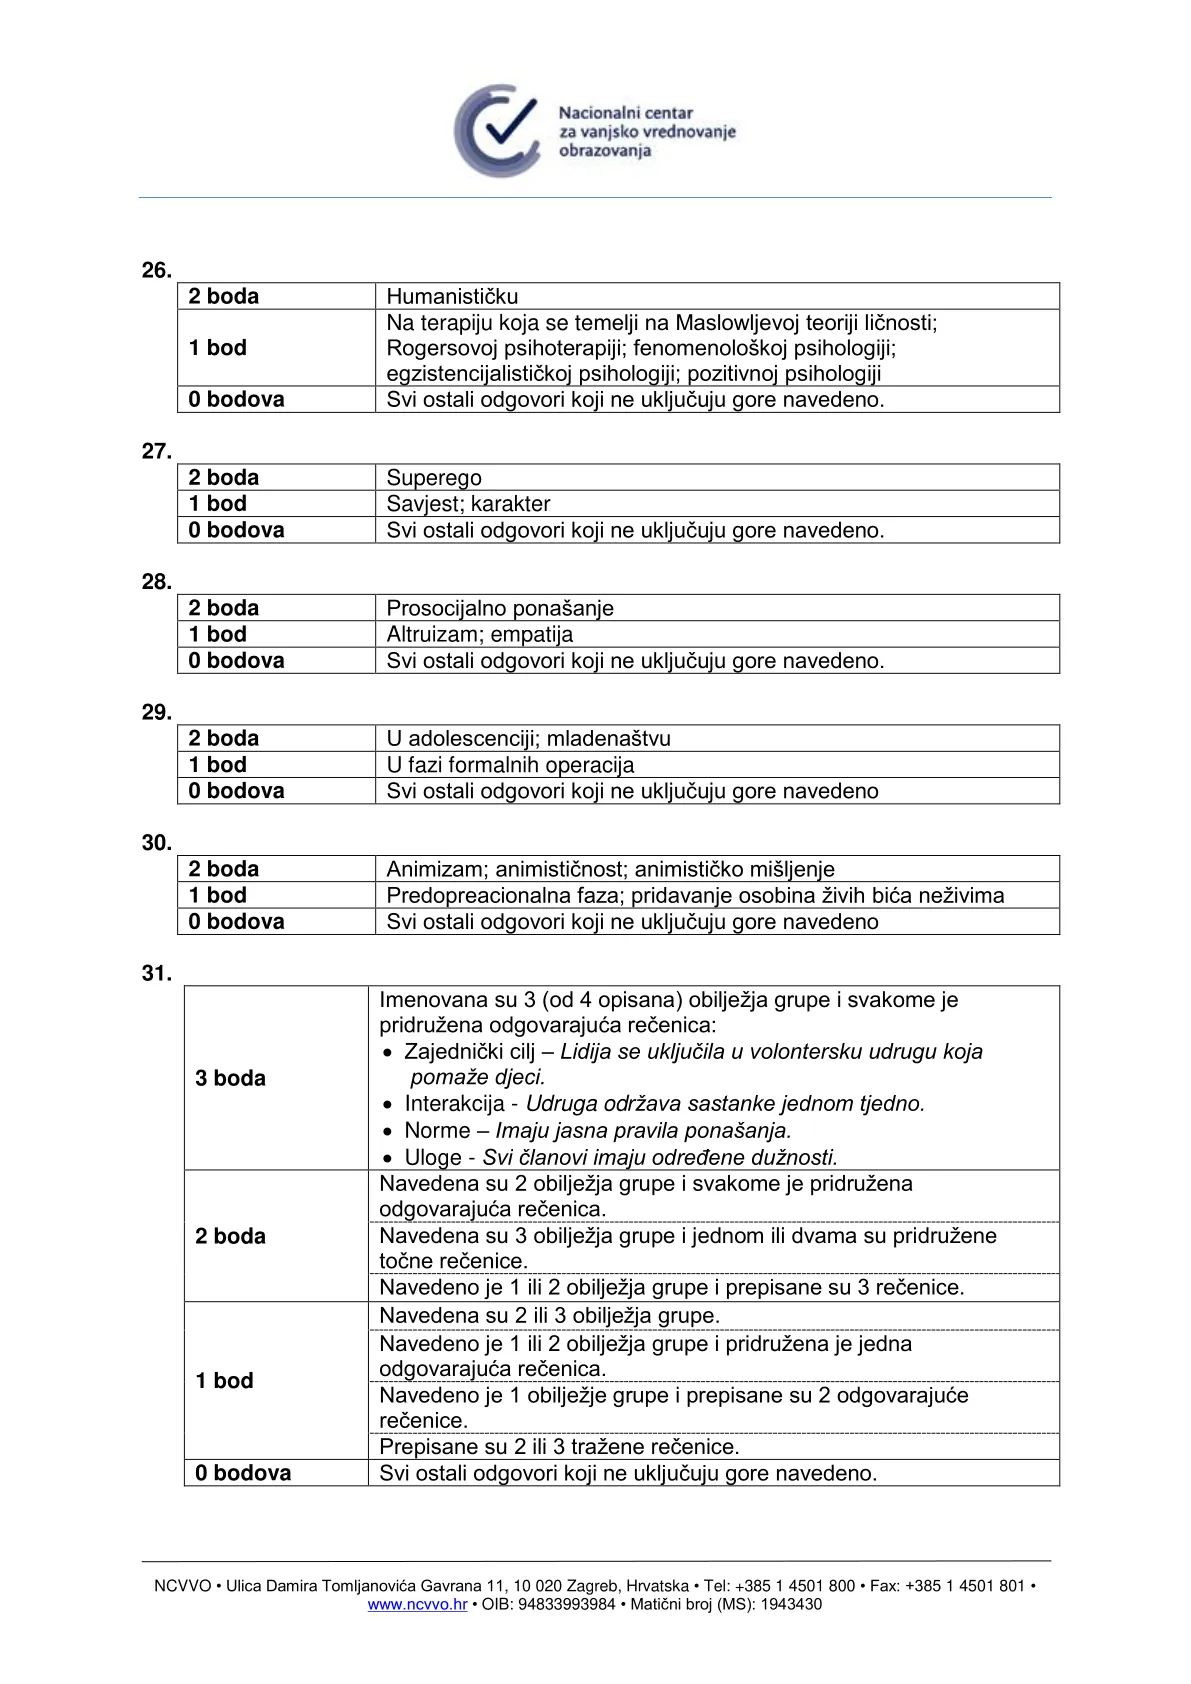 Nacionalni centar
za vanjsko vrednovanje
obrazovanja
26.
2 boda Humanističku
1 bod Na terapiju koja se temelji na Maslowljevoj teoriji ličnosti;
Rogersovoj psihoterapiji; fenomenološkoj psihologiji;
egzistencijalističkoj psihologiji; pozitivnoj psihologiji
0 bodova Svi ostali odgovori koji ne uključuju gore navedeno.
27.
2 boda Superego
1 bod Savjest; karakter
0 bodova Svi ostali odgovori koji ne uključuju gore navedeno.
28.
2 boda Prosocijalno ponašanje
1 bod Altruizam; empatija
0 bodova Svi ostali odgovori koji ne uključuju gore navedeno.
29.
2 boda U adolescenciji; mladenaštvu
1 bod U fazi formalnih operacija
0 bodova Svi ostali odgovori koji ne uključuju gore navedeno
30.
2 boda Animizam; animističnost; animističko mišljenje
1 bod Predopreacionalna faza; pridavanje osobina živih bića neživima
0 bodova Svi ostali odgovori koji ne uključuju gore navedeno
31.
3 boda Imenovana su 3 (od 4 opisana) obilježja grupe i svakome je
pridružena odgovarajuća rečenica:
• Zajednički cilj – Lidija se uključila u volontersku udrugu koja
pomaže djeci.
• Interakcija - Udruga održava sastanke jednom tjedno.
• Norme – Imaju jasna pravila ponašanja.
• Uloge - Svi članovi imaju određene dužnosti.
2 boda Navedena su 2 obilježja grupe i svakome je pridružena
odgovarajuća rečenica.
Navedena su 3 obilježja grupe i jednom ili dvama su pridružene
točne rečenice.
Navedeno je 1 ili 2 obilježja grupe i prepisane su 3 rečenice.
1 bod Navedena su 2 ili 3 obilježja grupe.
Navedeno je 1 ili 2 obilježja grupe i pridružena je jedna
odgovarajuća rečenica.
Navedeno je 1 obilježje grupe i prepisane su 2 odgovarajuće
rečenice.
Prepisane su 2 ili 3 tražene rečenice.
0 bodova Svi ostali odgovori koji ne uključuju gore navedeno.
NCVVO • Ulica Damira Tomljanovića Gavrana 11, 10 020 Zagreb, Hrvatska • Tel: +385 1 4501 800 • Fax: +385 1 4501 801 •
www.ncvvo.hr • OIB: 94833993984 • Matični broj (MS): 1943430